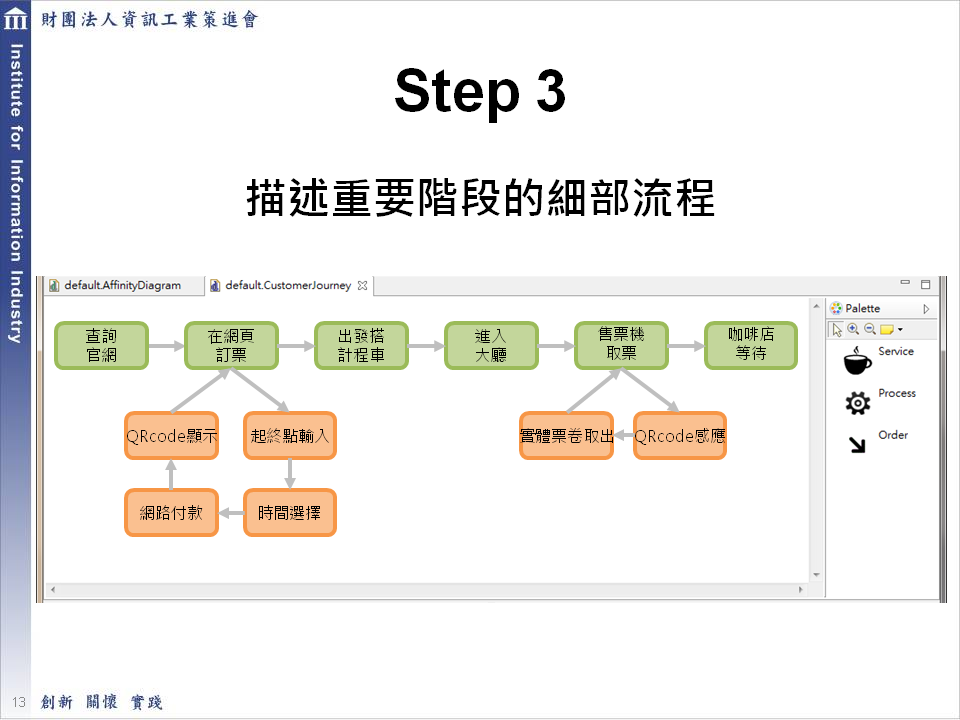 財團法人資訊工業策進會
Institute for Information Industry
Step 3
描述重要階段的細部流程
default.AffinityDiagram
default.CustomerJourney
Palette
查詢
官網
在網頁
訂票
出發搭
計程車
進入
大廳
售票機
取票
咖啡店
等待
Service
Process
Order
QRcode顯示
起終點輸入
實體票卷取出
QRcode感應
網路付款
時間選擇
13
創新 關懷 實踐